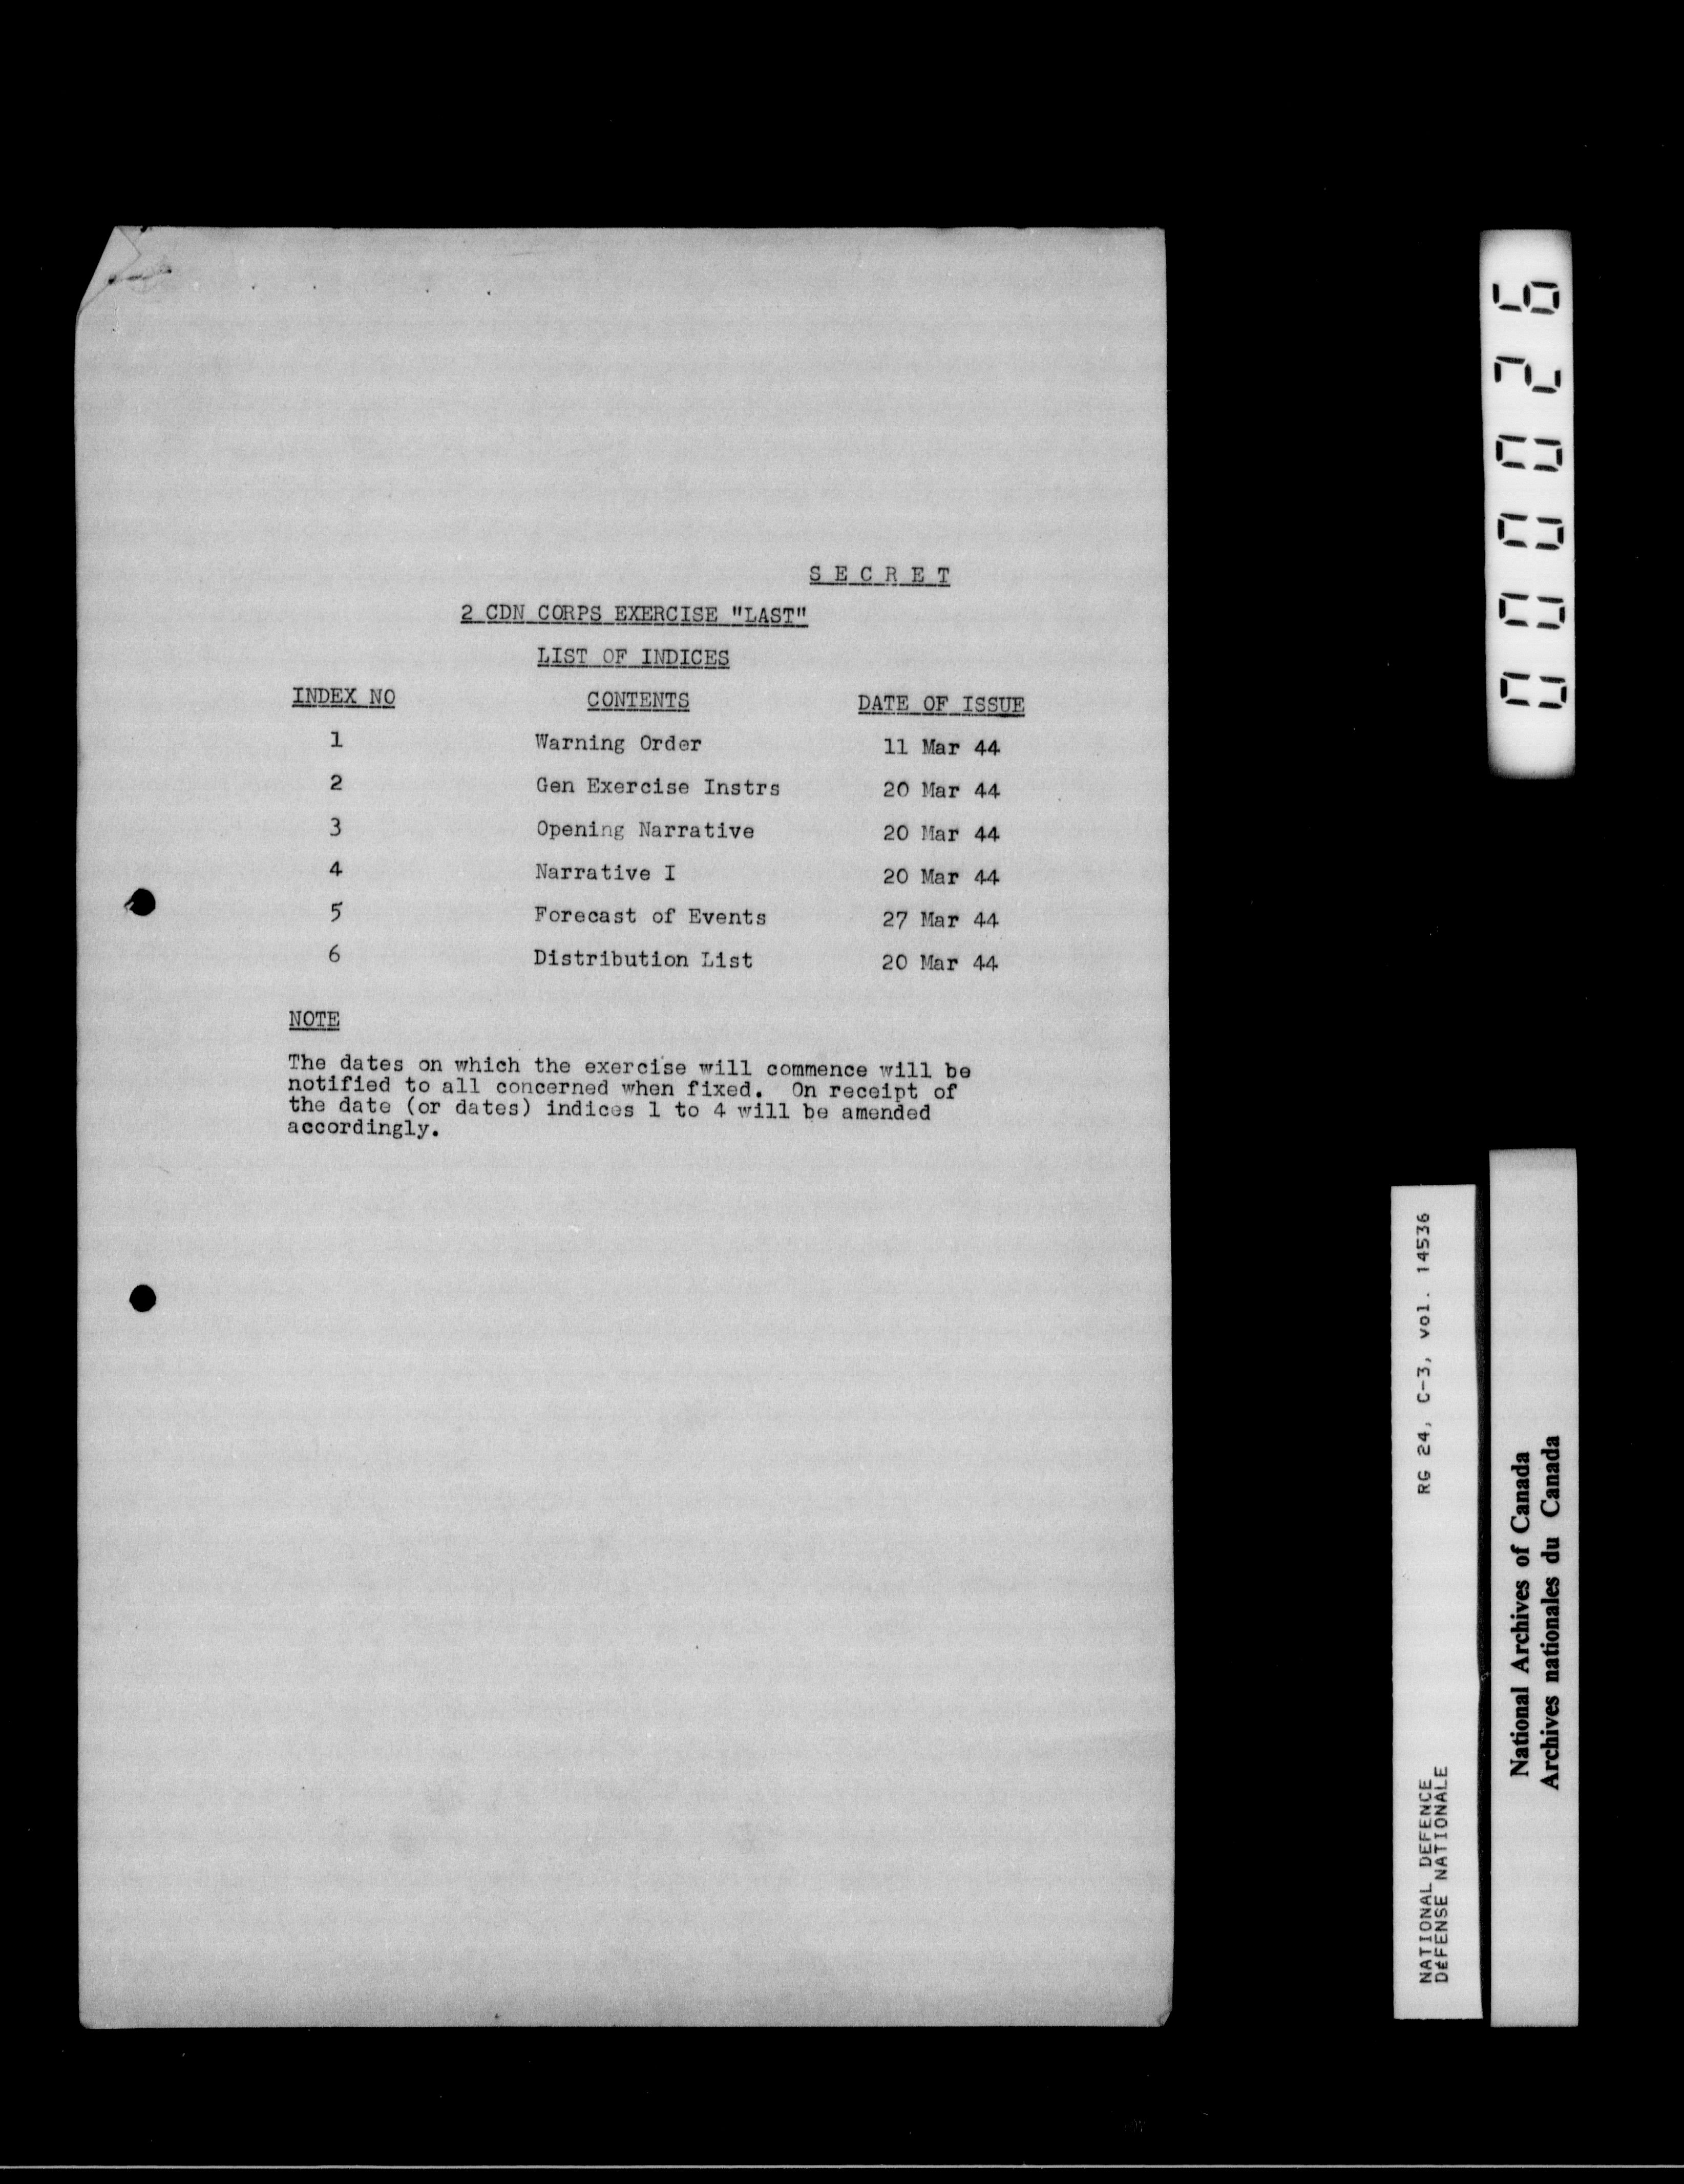 S E C R E T
2 CDN CORPS EXERCISE "LAST"
LIST OF INDICES
INDEX NO CONTENTS DATE OF ISSUE
1 Warning Order 11 Mar 44
2 Gen Exercise Instrs 20 Mar 44
3 Opening Narrative 20 Mar 44
4 Narrative I 20 Mar 44
5 Forecast of Events 27 Mar 44
6 Distribution List 20 Mar 44
NOTE
The dates on which the exercise will commence will be
notified to all concerned when fixed. On receipt of
the date (or dates) indices 1 to 4 will be amended
accordingly.
000026
NATIONAL DEFENCE RG 24, C-3, vol. 14536
DéFENSE NATIONALE
National Archives of Canada
Archives nationales du Canada